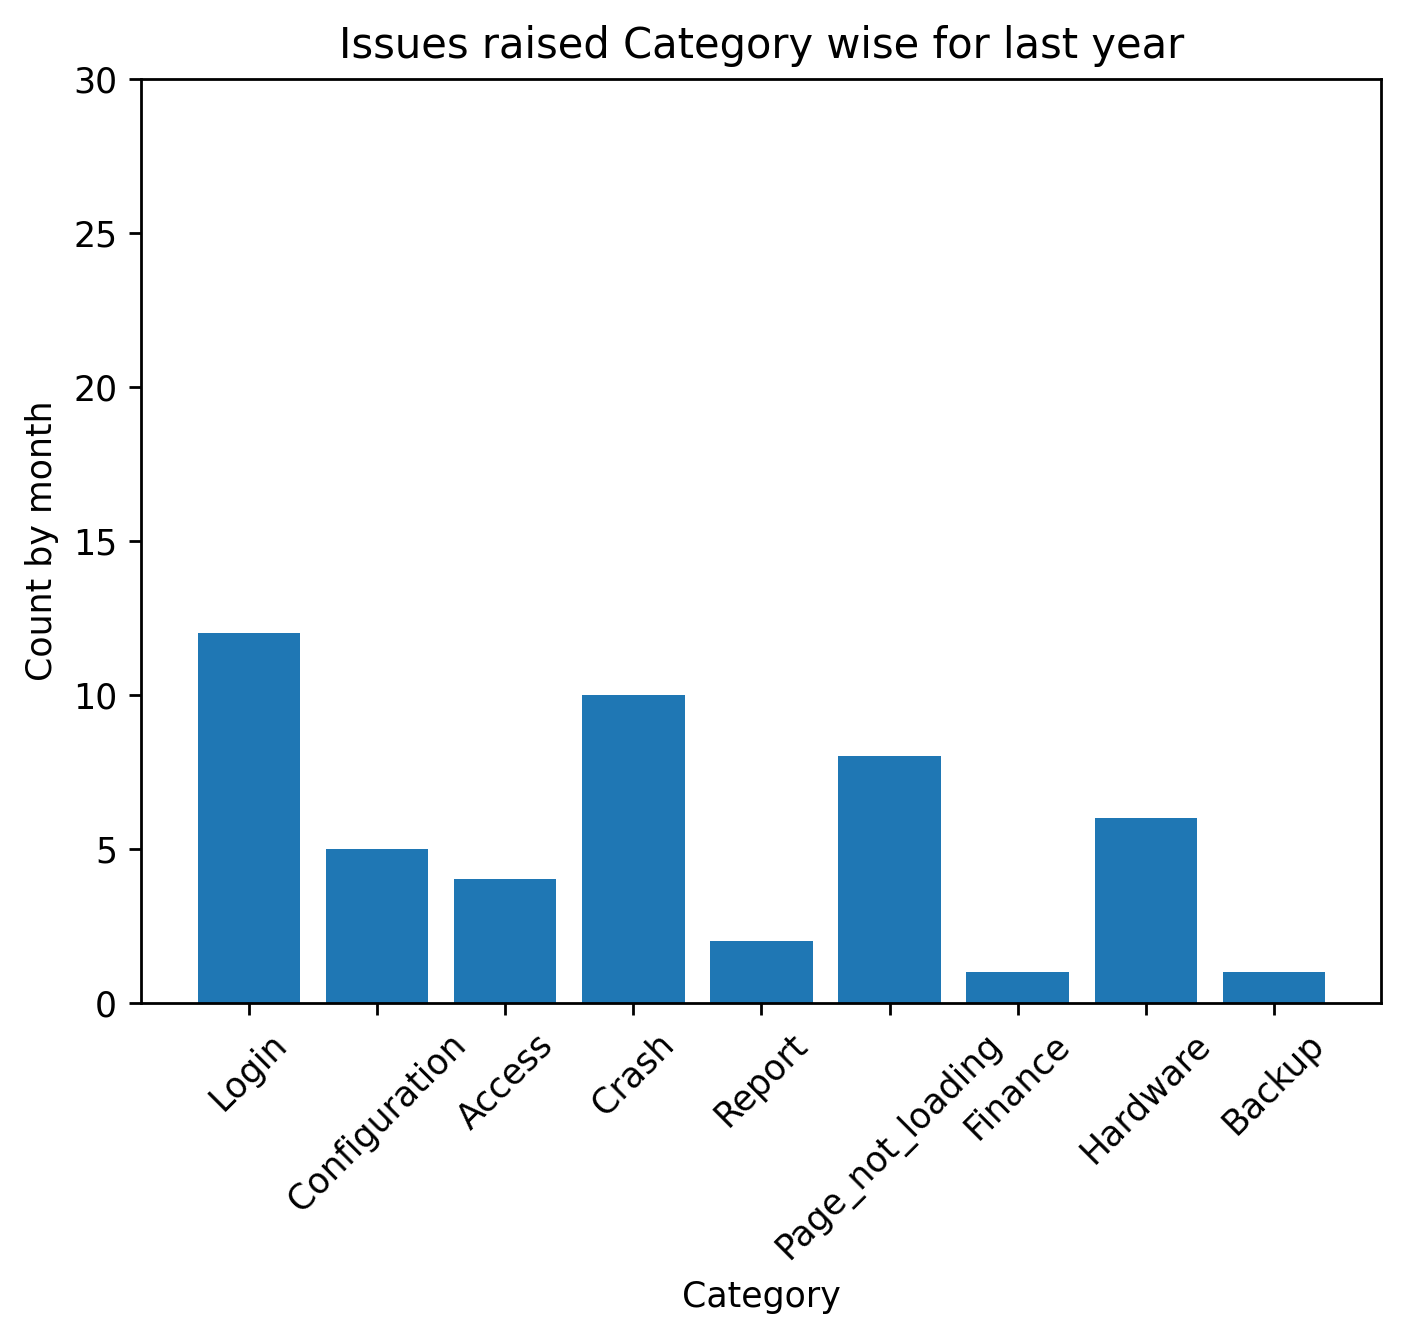 Issues raised Category wise for last year
Count by month
30
25
20
15
10
5
0
Login
Configuration
Access
Crash
Report
Page_not_loading
Finance
Hardware
Backup
Category